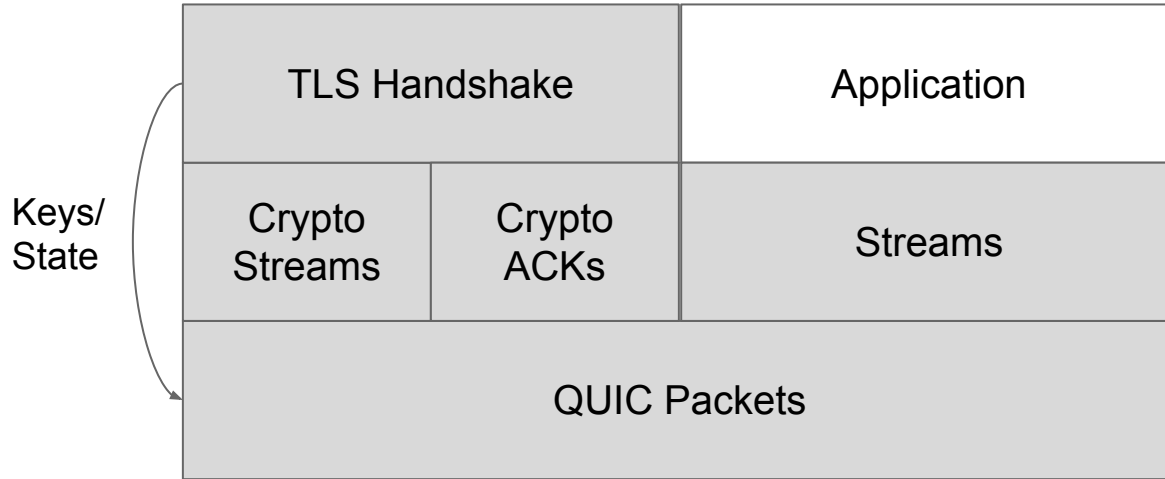 TLS Handshake
Application
Keys/
State
Crypto
Streams
Crypto
ACKs
Streams
QUIC Packets